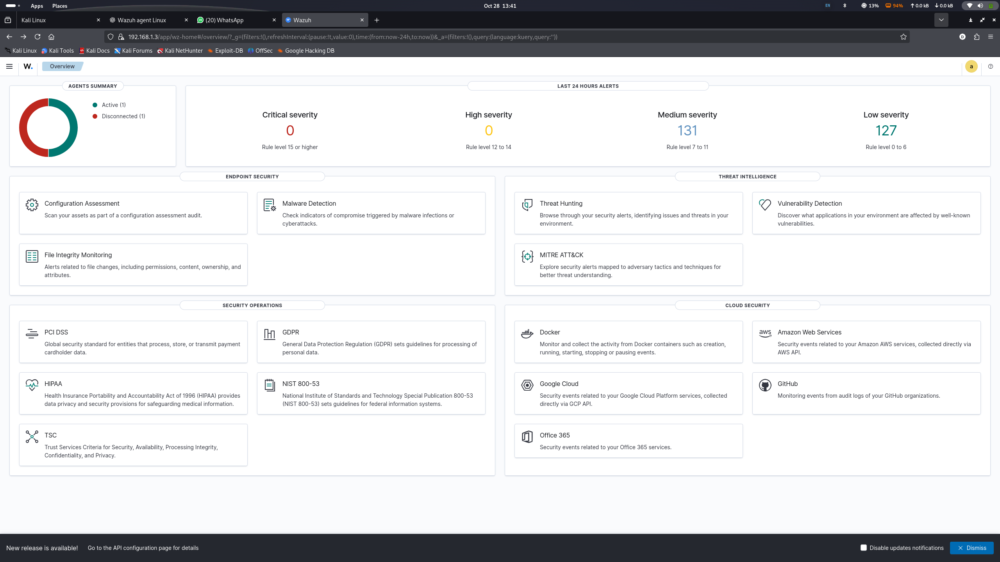 Apps Places Oct 28 13:41 EN 13% 94% 0.0 kB 0.0 kB
Kali Linux Wazuh agent Linux 20 (20) WhatsApp W. Wazuh
192.168.1.3/app/wz-home#/overview/?_g=(filters:!(),refreshInterval:(pause:!t,value:0),time:(from:now-24h,to:now))&_a=(filters:!(),query:(language:kuery,query:'')) D
Kali Linux Kali Tools Kali Docs Kali Forums Kali NetHunter Exploit-DB OffSec Google Hacking DB
W. Overview a
AGENTS SUMMARY
Active (1)
Disconnected (1)
LAST 24 HOURS ALERTS
Critical severity
0
Rule level 15 or higher
High severity
0
Rule level 12 to 14
Medium severity
131
Rule level 7 to 11
Low severity
127
Rule level 0 to 6
ENDPOINT SECURITY
Configuration Assessment
Scan your assets as part of a configuration assessment audit.
Malware Detection
Check indicators of compromise triggered by malware infections or
cyberattacks.
File Integrity Monitoring
Alerts related to file changes, including permissions, content, ownership, and
attributes.
THREAT INTELLIGENCE
Threat Hunting
Browse through your security alerts, identifying issues and threats in your
environment.
Vulnerability Detection
Discover what applications in your environment are affected by well-known
vulnerabilities.
MITRE ATT&CK
Explore security alerts mapped to adversary tactics and techniques for
better threat understanding.
SECURITY OPERATIONS
PCI DSS
Global security standard for entities that process, store, or transmit payment
cardholder data.
GDPR
General Data Protection Regulation (GDPR) sets guidelines for processing of
personal data.
HIPAA
Health Insurance Portability and Accountability Act of 1996 (HIPAA) provides
data privacy and security provisions for safeguarding medical information.
NIST 800-53
National Institute of Standards and Technology Special Publication 800-53
(NIST 800-53) sets guidelines for federal information systems.
TSC
Trust Services Criteria for Security, Availability, Processing Integrity,
Confidentiality, and Privacy.
CLOUD SECURITY
Docker
Monitor and collect the activity from Docker containers such as creation,
running, starting, stopping or pausing events.
aws Amazon Web Services
Security events related to your Amazon AWS services, collected directly via
AWS API.
Google Cloud
Security events related to your Google Cloud Platform services, collected
directly via GCP API.
GitHub
Monitoring events from audit logs of your GitHub organizations.
Office 365
Security events related to your Office 365 services.
New release is available! Go to the API configuration page for details Disable updates notifications Dismiss